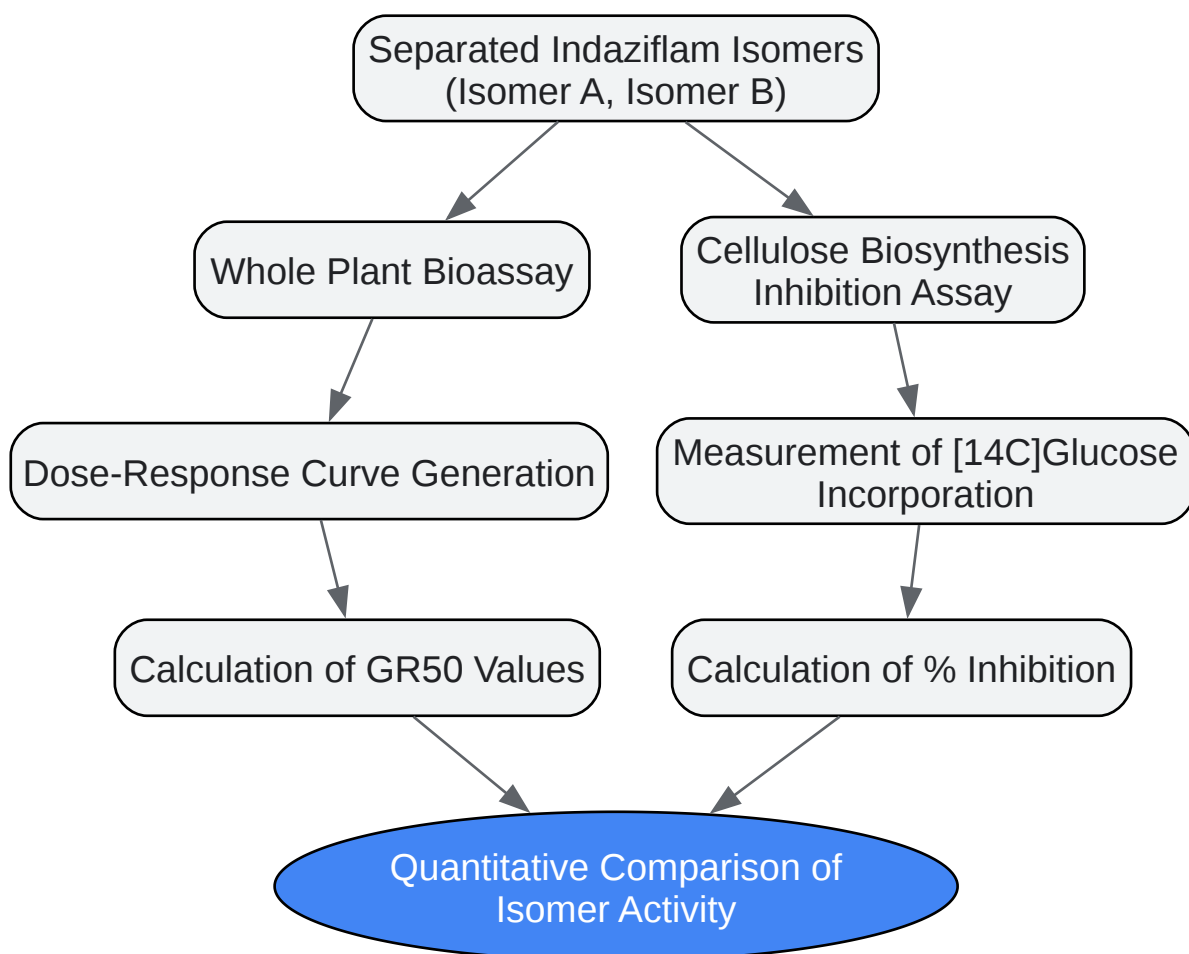 Separated Indaziflam Isomers
(Isomer A, Isomer B)
Whole Plant Bioassay
Cellulose Biosynthesis
Inhibition Assay
Dose-Response Curve Generation
Measurement of [14C]Glucose
Incorporation
Calculation of GR50 Values
Calculation of % Inhibition
Quantitative Comparison of
Isomer Activity